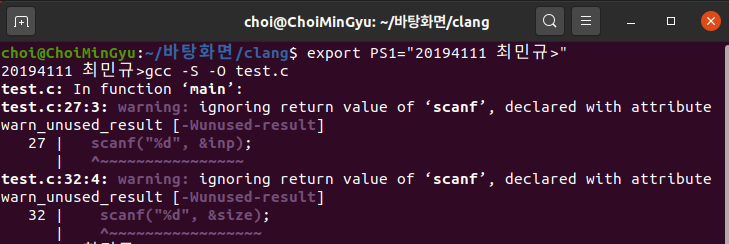 choi@ChoiMinGyu: ~/바탕화면/clang
choi@ChoiMinGyu:~/바탕화면/clang$ export PS1="20194111 최민규>"
20194111 최민규>gcc -S -O test.c
test.c: In function ‘main’:
test.c:27:3: warning: ignoring return value of ‘scanf’, declared with attribute
warn_unused_result [-Wunused-result]
   27 |   scanf("%d", &inp);
      |   ^~~~~~~~~~~~~~~~~
test.c:32:4: warning: ignoring return value of ‘scanf’, declared with attribute
warn_unused_result [-Wunused-result]
   32 |    scanf("%d", &size);
      |    ^~~~~~~~~~~~~~~~~~